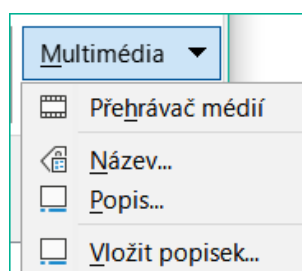 Multimédia
Přehrávač médií
Název...
Popis...
Vložit popisek...